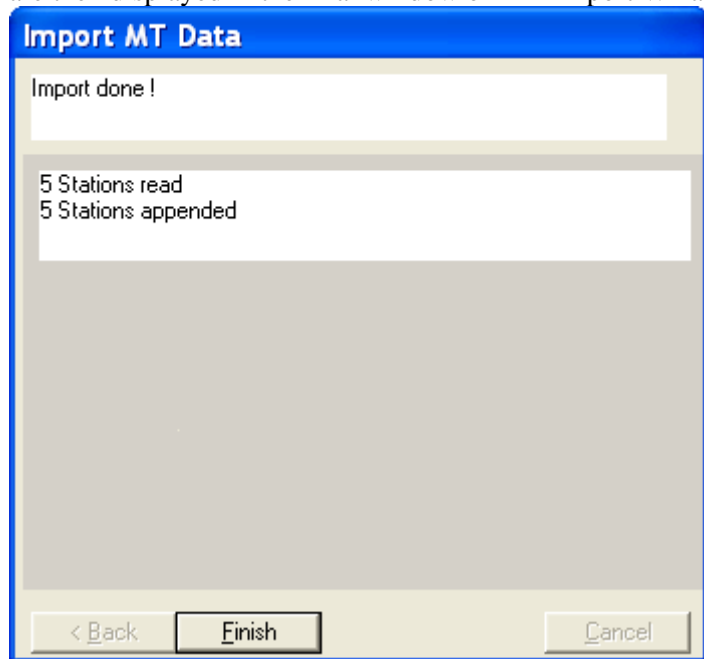 Import MT Data
Import done !
5 Stations read
5 Stations appended
< Back Finish Cancel